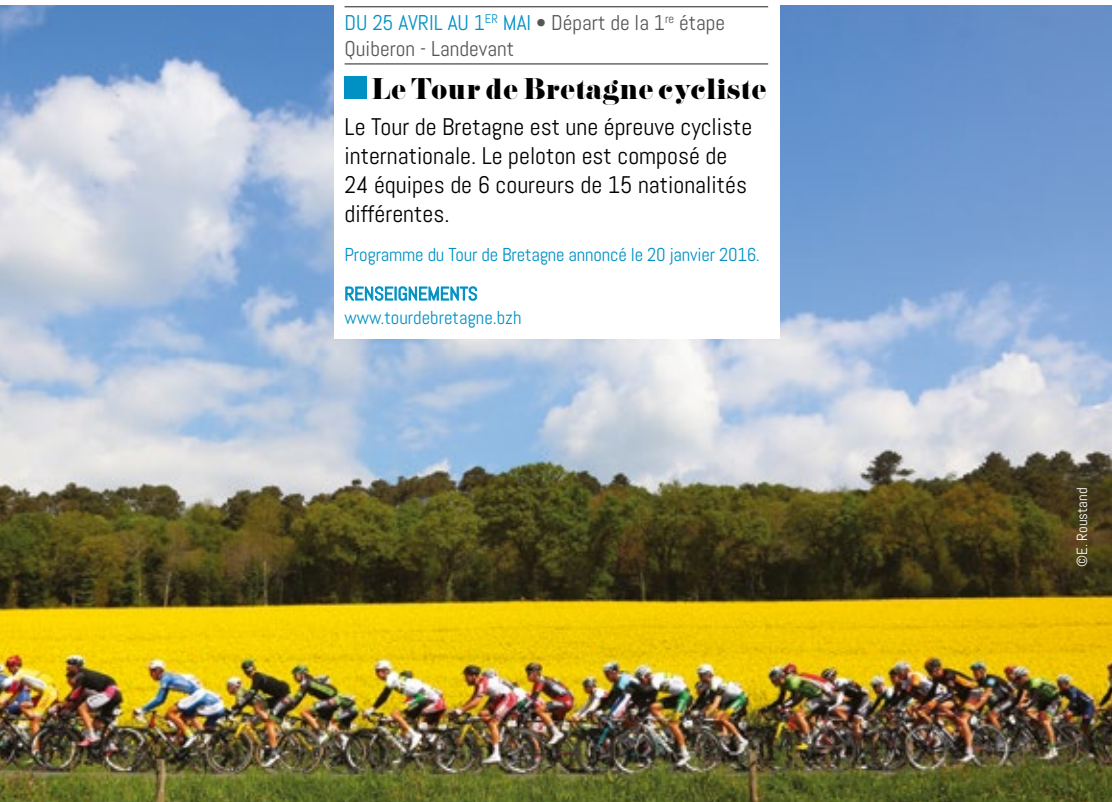 DU 25 AVRIL AU 1ER MAI • Départ de la 1re étape
Quiberon - Landevant
Le Tour de Bretagne cycliste
Le Tour de Bretagne est une épreuve cycliste
internationale. Le peloton est composé de
24 équipes de 6 coureurs de 15 nationalités
différentes.
Programme du Tour de Bretagne annoncé le 20 janvier 2016.
RENSEIGNEMENTS
www.tourdebretagne.bzh
©E. Roustand